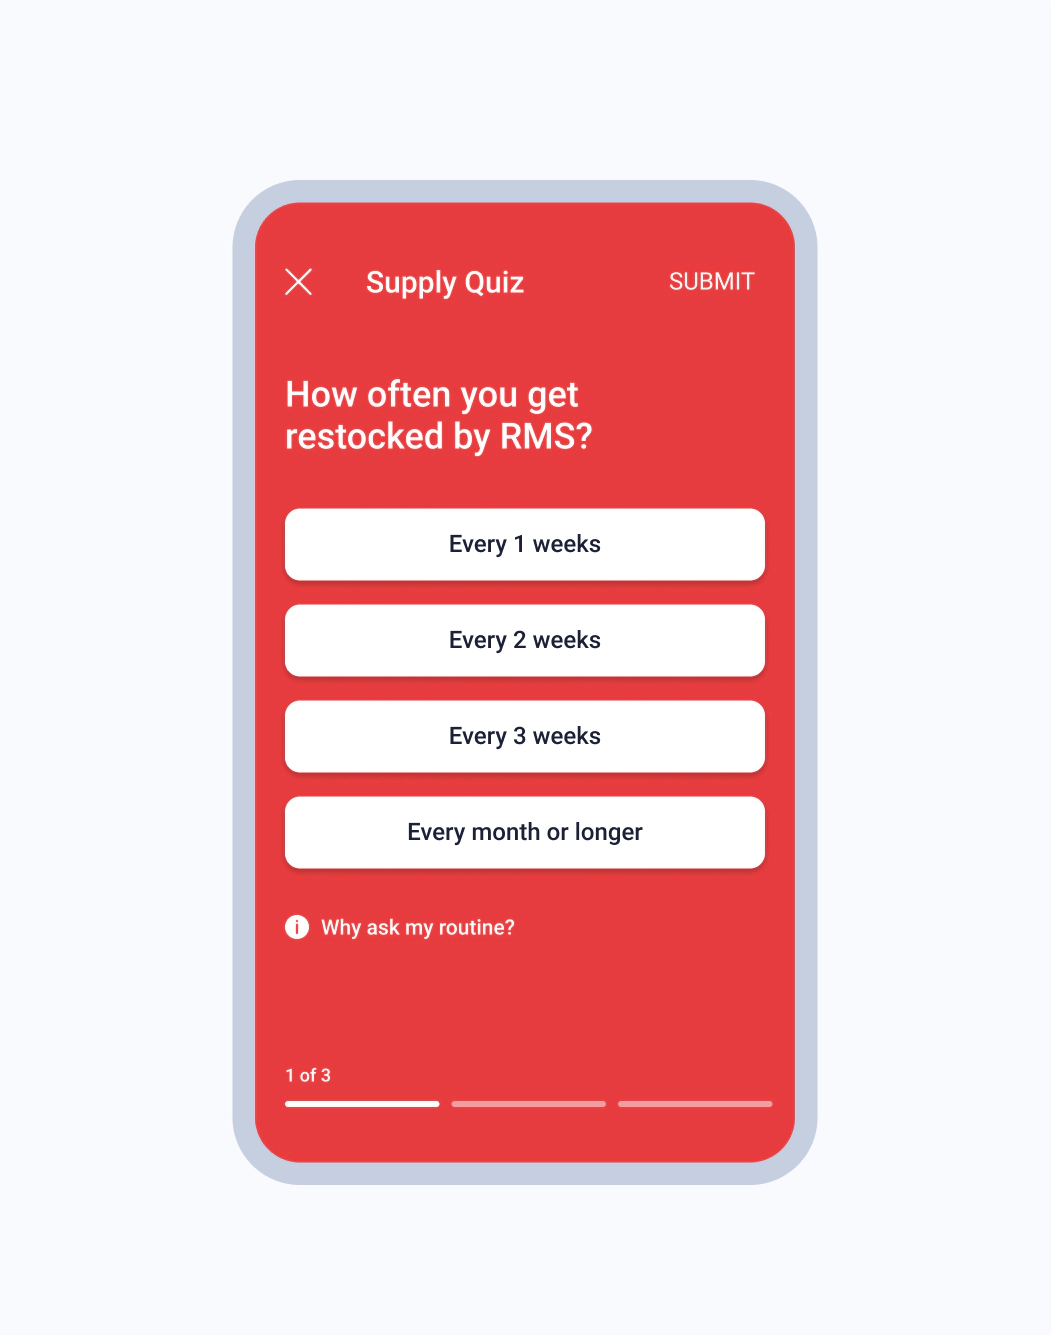 Supply Quiz
SUBMIT
How often you get
restocked by RMS?
Every 1 weeks
Every 2 weeks
Every 3 weeks
Every month or longer
i Why ask my routine?
1 of 3